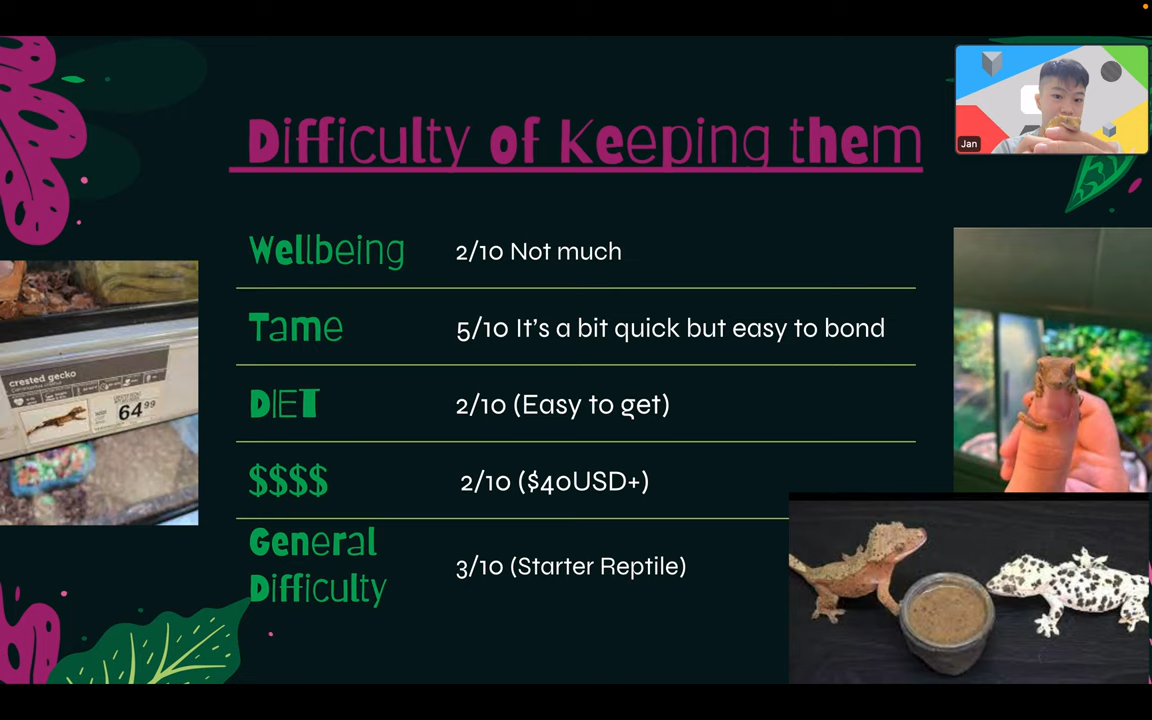 Difficulty of Keeping them
Jan
Wellbeing
2/10 Not much
Tame
5/10 It's a bit quick but easy to bond
DIET
2/10 (Easy to get)
$$$$
2/10 ($40USD+)
General
Difficulty
3/10 (Starter Reptile)
crested gecko
64.99